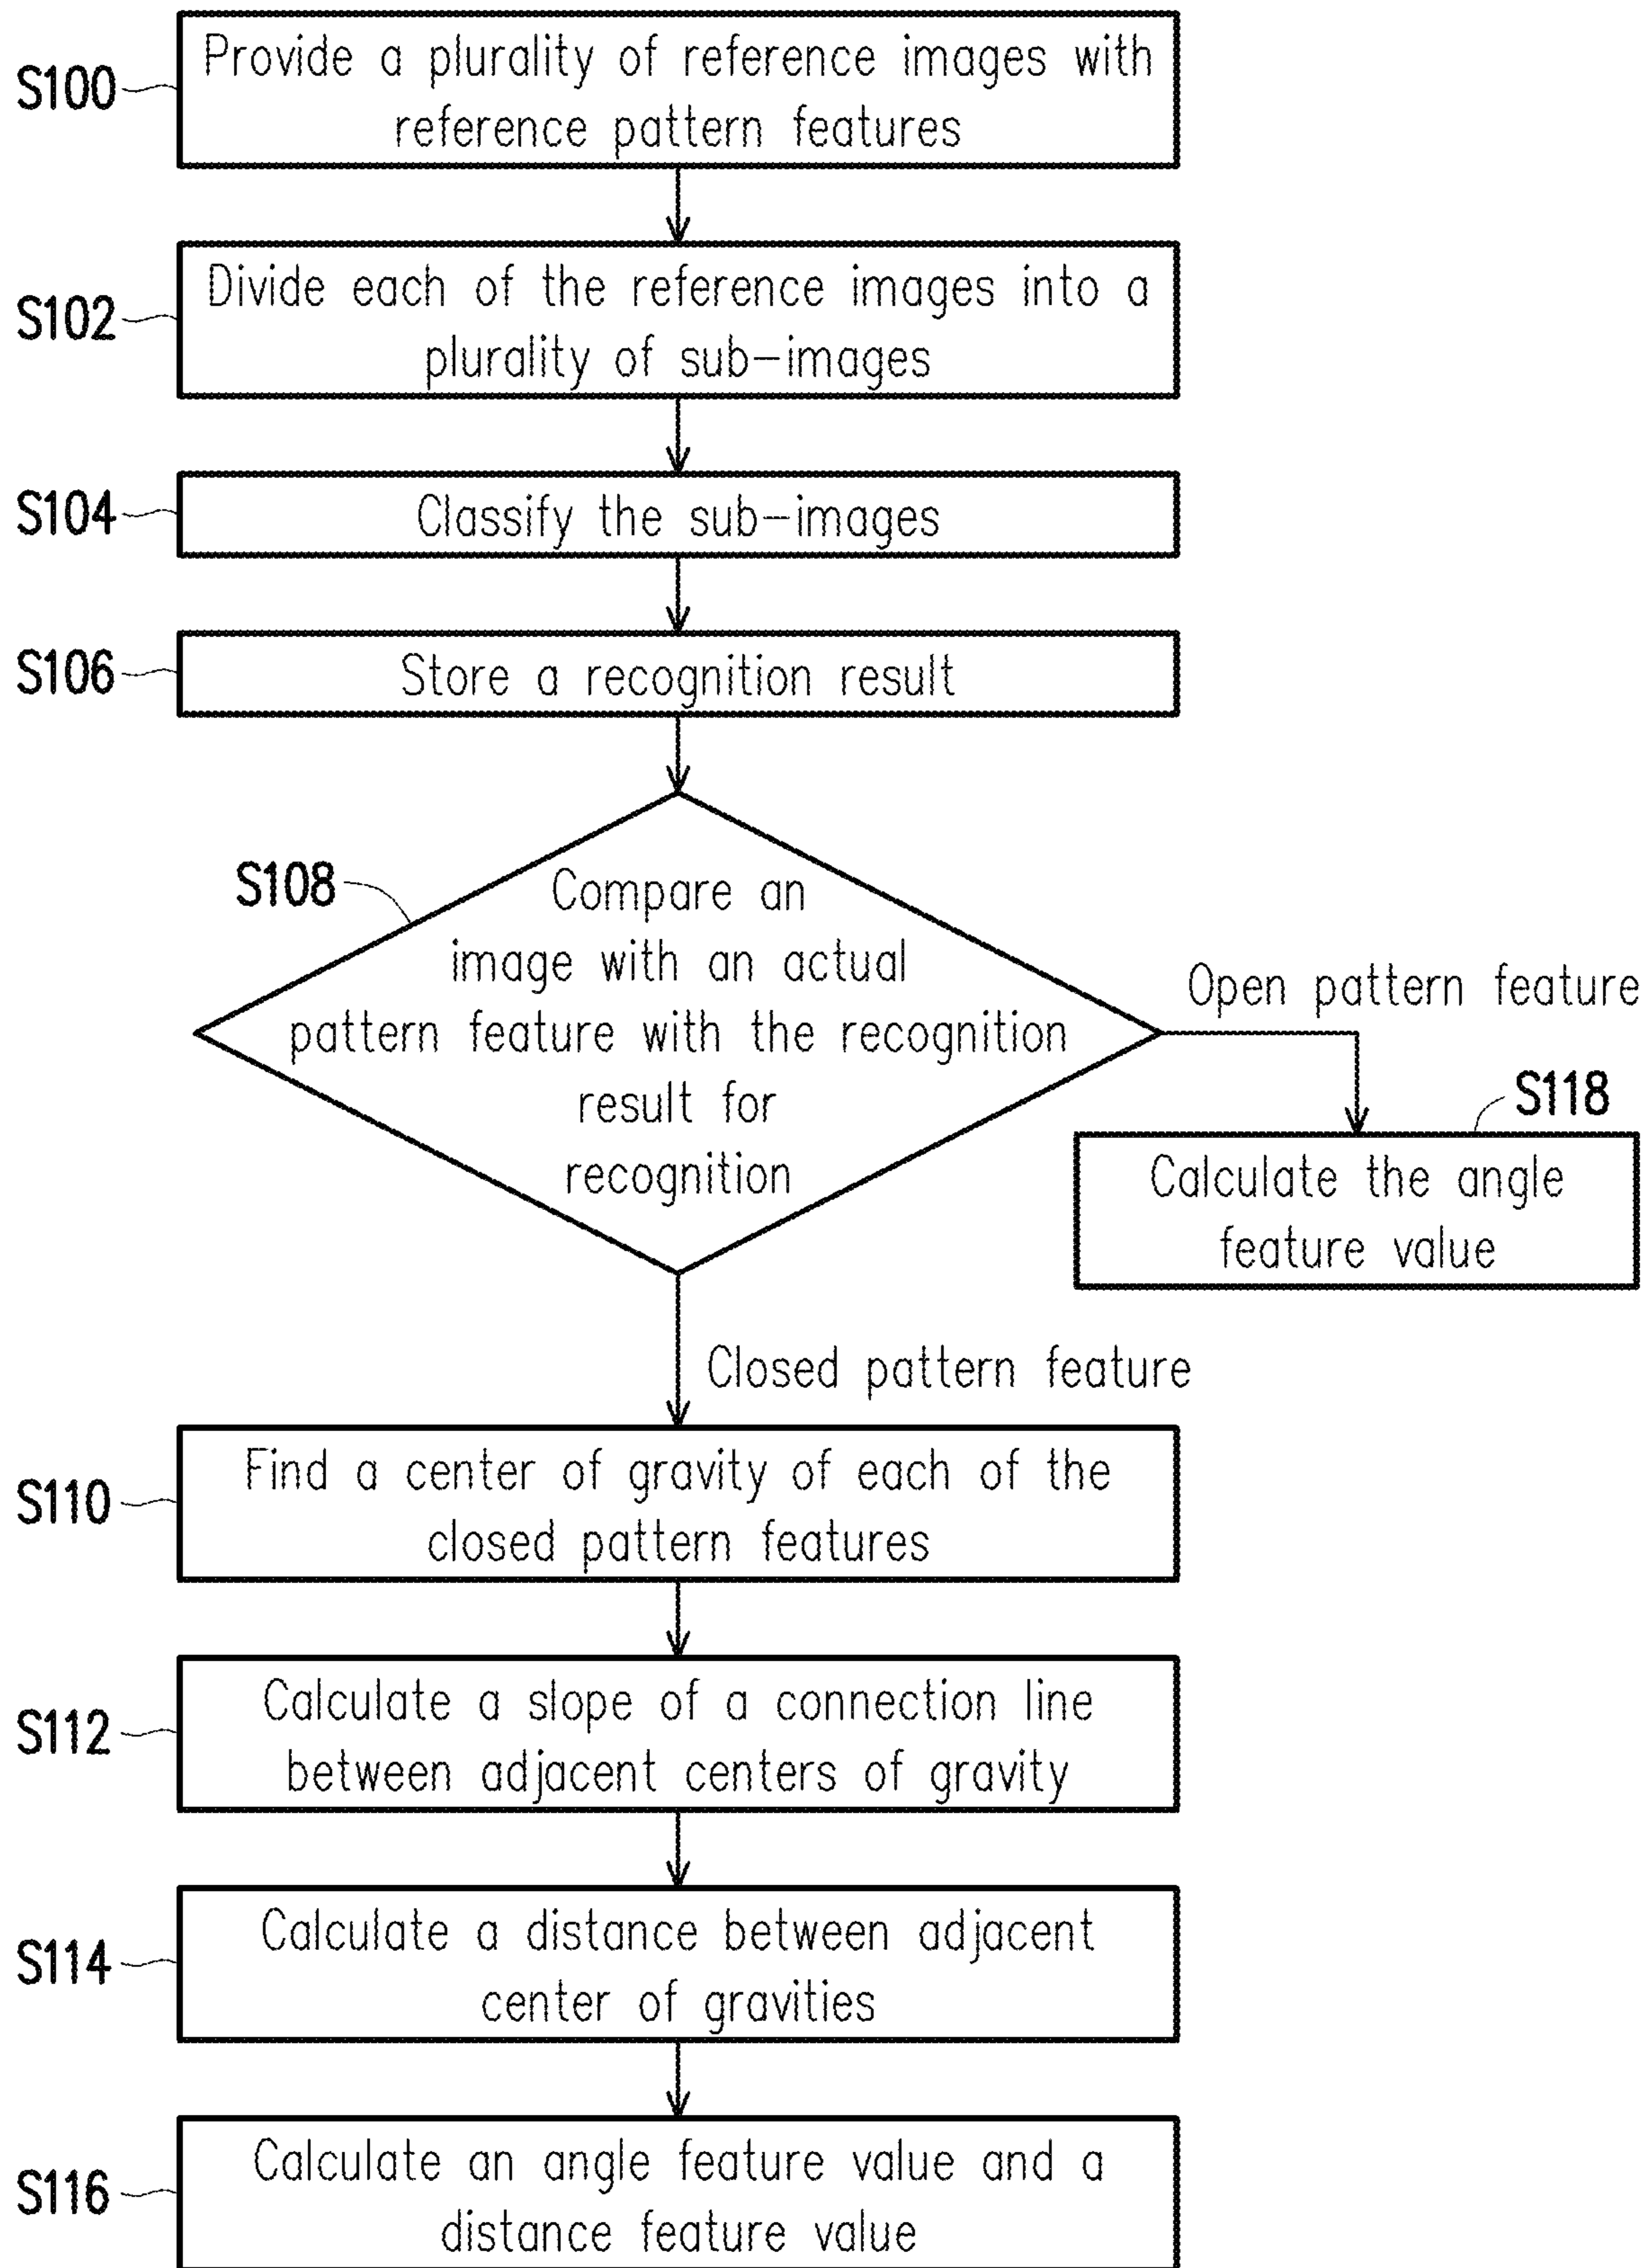 S100
Provide a plurality of reference images with
reference pattern features
S102
Divide each of the reference images into a
plurality of sub-images
S104
Classify the sub-images
S106
Store a recognition result
S108
Compare an
image with an actual
pattern feature with the recognition
result for
recognition
Open pattern feature
S118
Calculate the angle
feature value
Closed pattern feature
S110
Find a center of gravity of each of the
closed pattern features
S112
Calculate a slope of a connection line
between adjacent centers of gravity
S114
Calculate a distance between adjacent
center of gravities
S116
Calculate an angle feature value and a
distance feature value